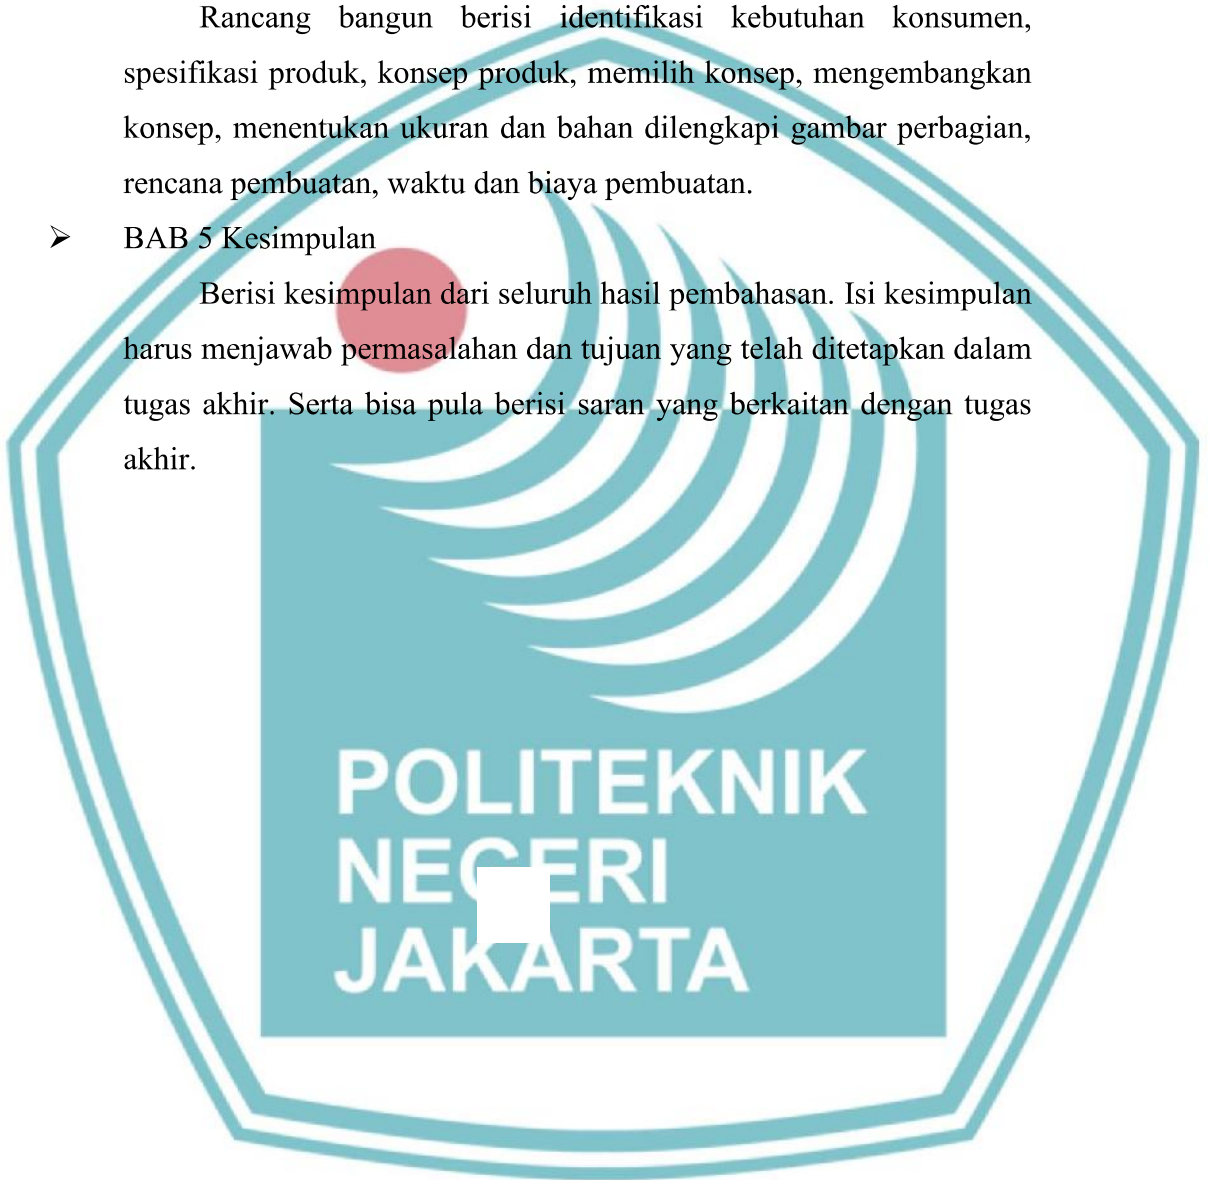 Rancang bangun berisi identifikasi kebutuhan konsumen,
spesifikasi produk, konsep produk, memilih konsep, mengembangkan
konsep, menentukan ukuran dan bahan dilengkapi gambar perbagian,
rencana pembuatan, waktu dan biaya pembuatan.
➢ BAB 5 Kesimpulan
Berisi kesimpulan dari seluruh hasil pembahasan. Isi kesimpulan
harus menjawab permasalahan dan tujuan yang telah ditetapkan dalam
tugas akhir. Serta bisa pula berisi saran yang berkaitan dengan tugas
akhir.
POLITEKNIK
NEGERI
JAKARTA